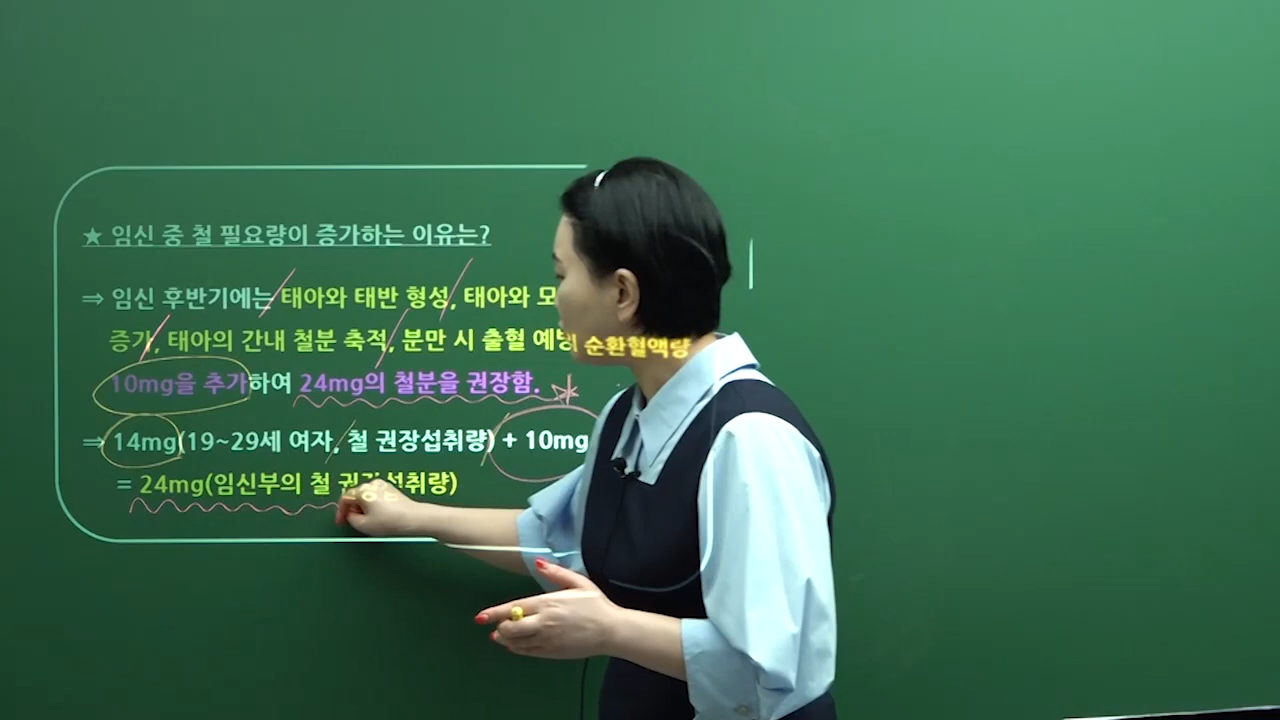 ★ 임신 중 철 필요량이 증가하는 이유는?
⇒ 임신 후반기에는 태아와 태반 형성, 태아와 순환혈액량
증가, 태아의 간내 철분 축적, 분만 시 출혈
10mg을 추가하여 24mg의 철분을 권장함.
⇒ 14mg(19~29세 여자, 철 권장섭취량) + 10mg
= 24mg(임신부의 철 권장섭취량)